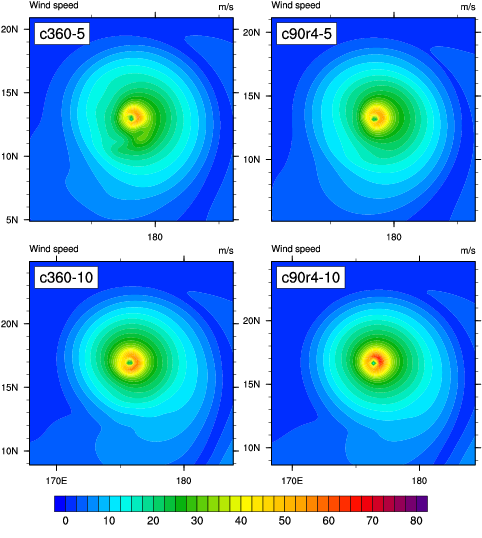 Wind speed m/s Wind speed m/s
c360-5 c90r4-5
20N 20N
15N 15N
10N 10N
5N
180 180
Wind speed m/s Wind speed m/s
c360-10 c90r4-10
20N 20N
15N 15N
10N 10N
170E 180 170E 180
0 10 20 30 40 50 60 70 80